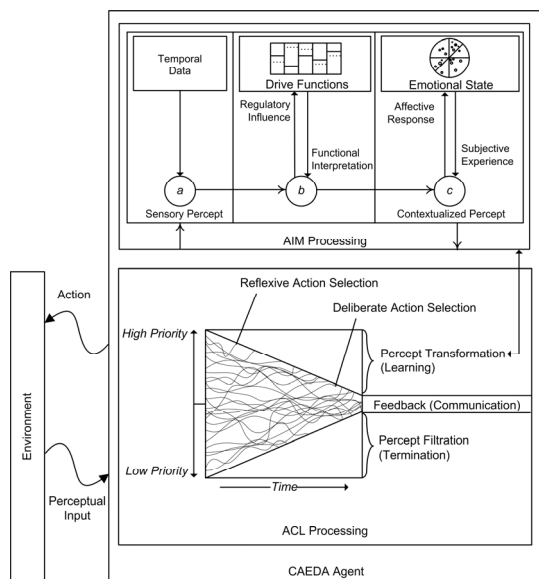 Temporal
Data
Drive Functions
Emotional State
Regulatory
Influence
Affective
Response
Functional
Interpretation
Subjective
Experience
a
b
c
Sensory Percept
Contextualized Percept
AIM Processing
Environment
Action
Perceptual
Input
Reflexive Action Selection
Deliberate Action Selection
High Priority
Low Priority
Time
Percept Transformation
(Learning)
Feedback (Communication)
Percept Filtration
(Termination)
ACL Processing
CAEDA Agent